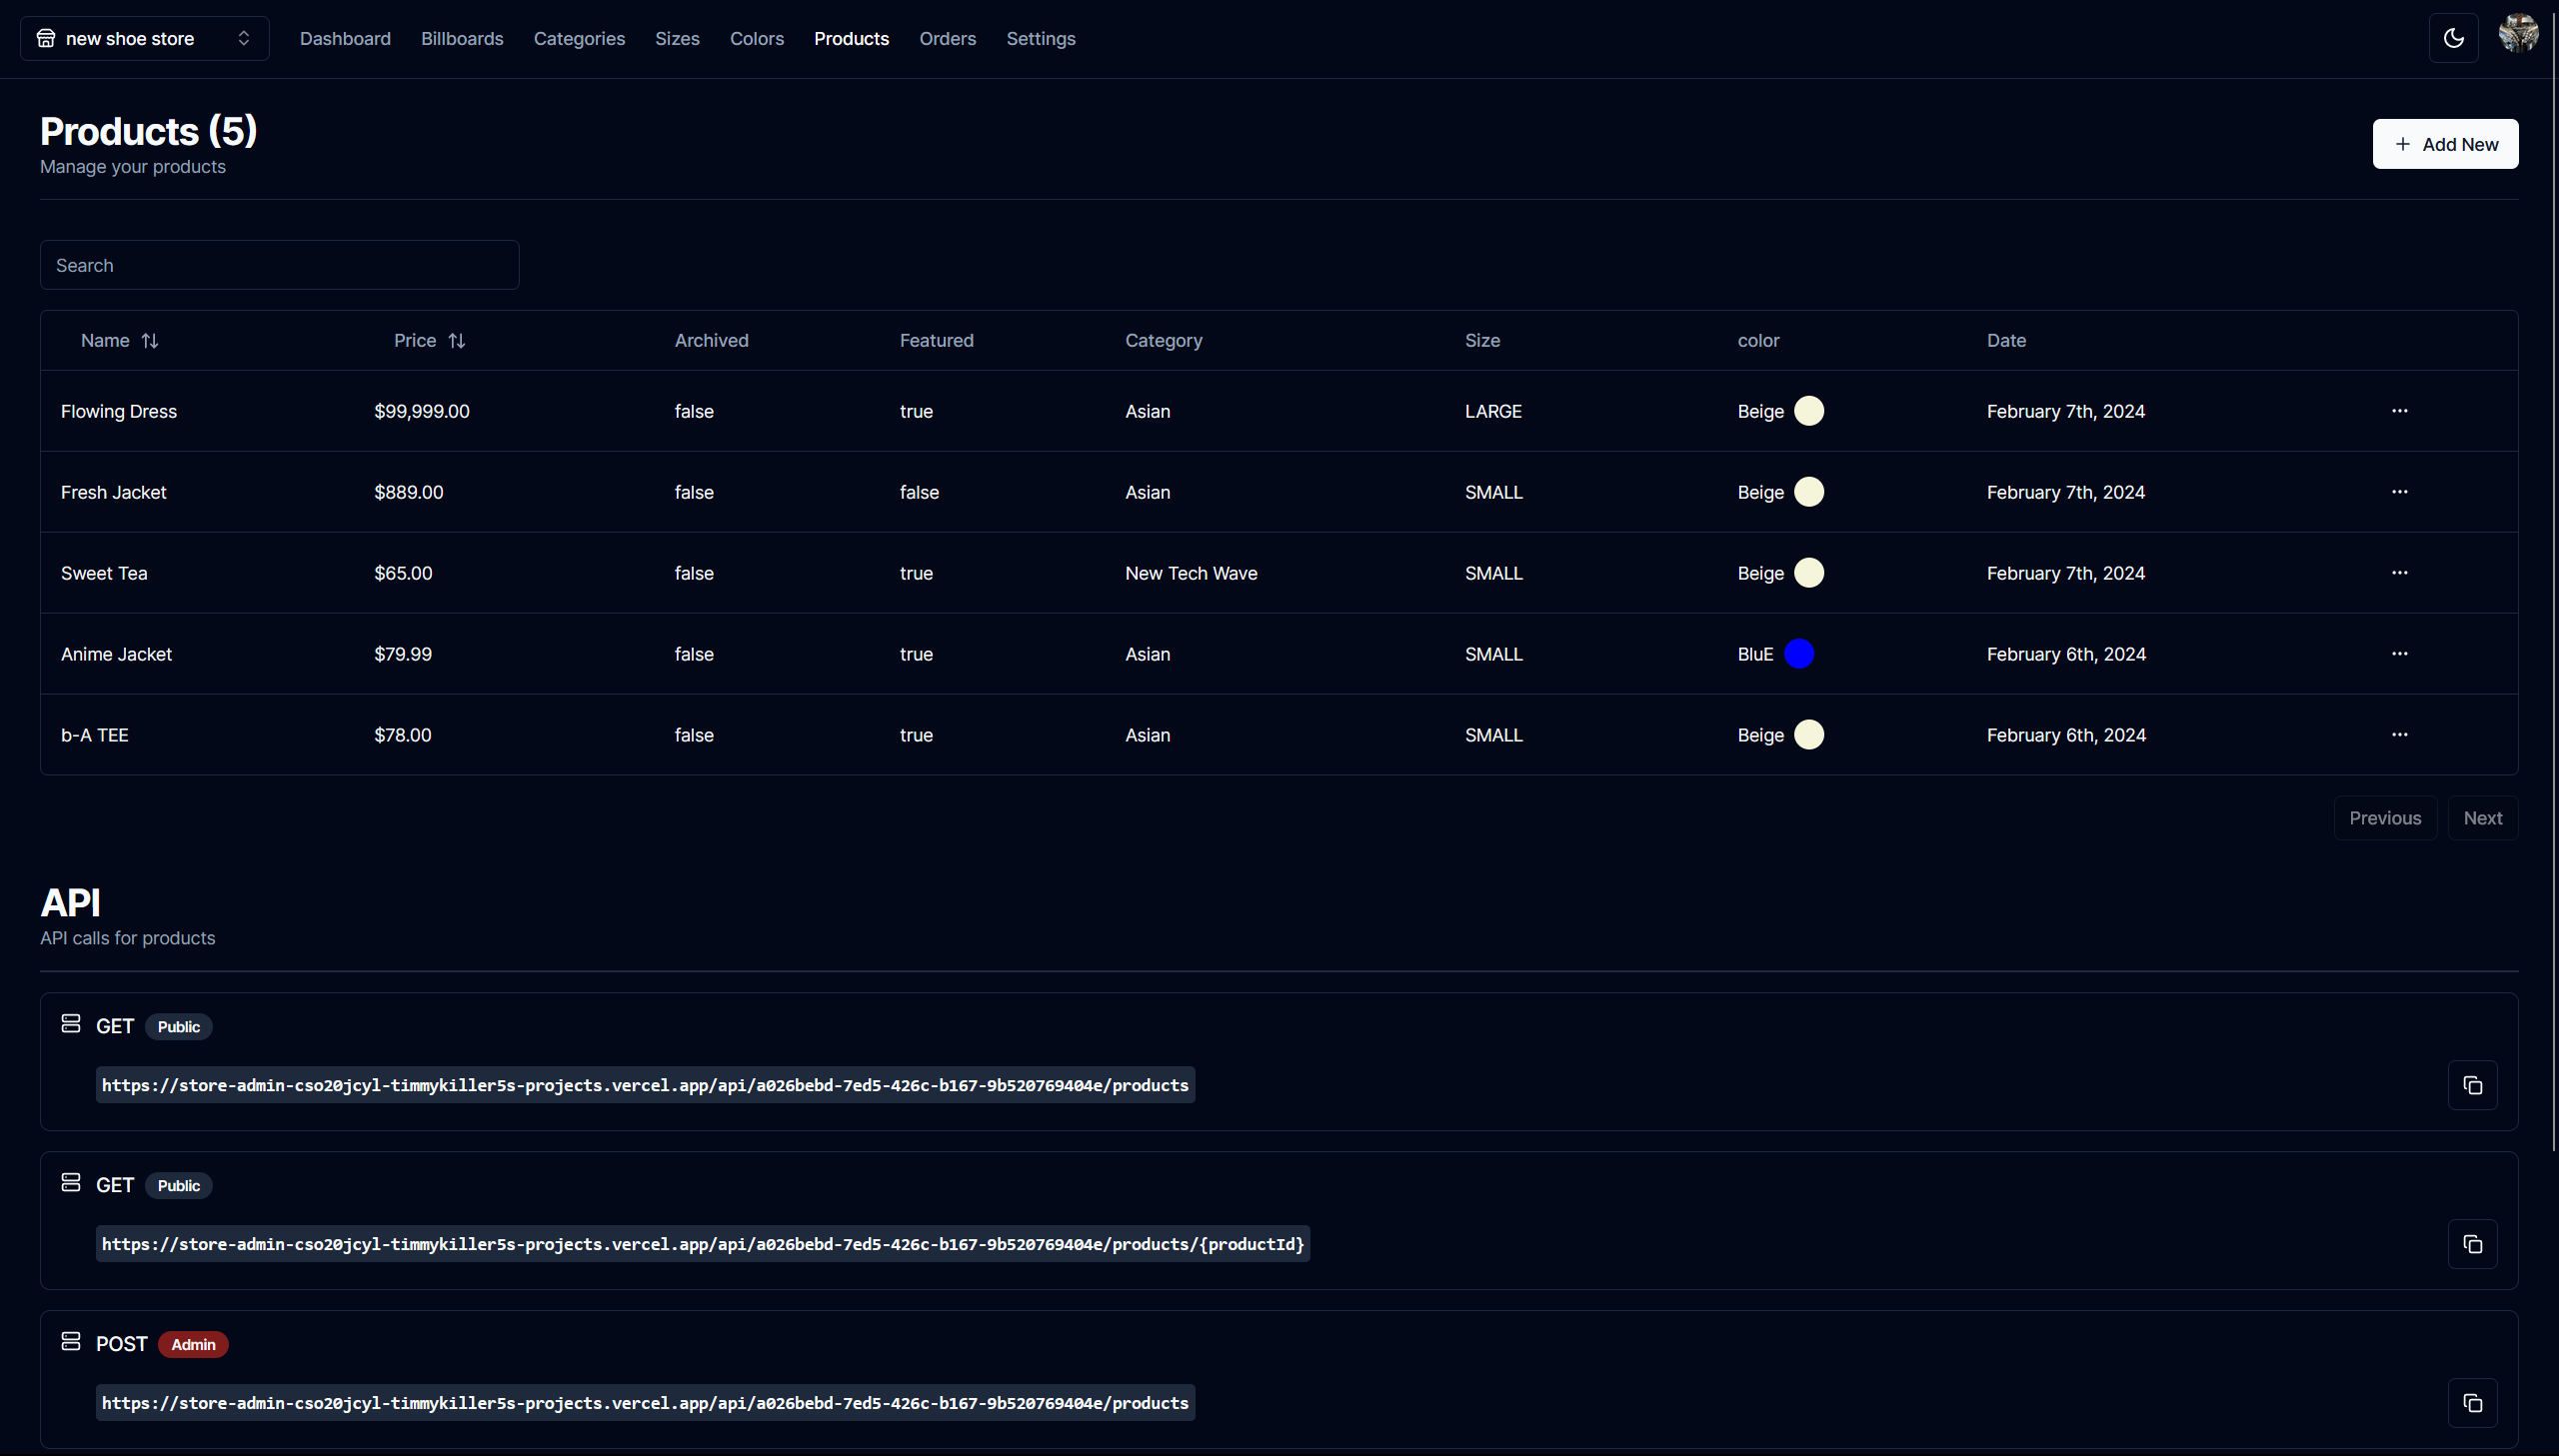 new shoe store Dashboard Billboards Categories Sizes Colors Products Orders Settings
Products (5)
Manage your products
+ Add New
Search
Name Price Archived Featured Category Size color Date
Flowing Dress $99,999.00 false true Asian LARGE Beige February 7th, 2024 ...
Fresh Jacket $889.00 false false Asian SMALL Beige February 7th, 2024 ...
Sweet Tea $65.00 false true New Tech Wave SMALL Beige February 7th, 2024 ...
Anime Jacket $79.99 false true Asian SMALL BluE February 6th, 2024 ...
b-A TEE $78.00 false true Asian SMALL Beige February 6th, 2024 ...
Previous Next
API
API calls for products
GET Public
https://store-admin-cso20jcyl-timmykiller5s-projects.vercel.app/api/a026bebd-7ed5-426c-b167-9b520769404e/products
GET Public
https://store-admin-cso20jcyl-timmykiller5s-projects.vercel.app/api/a026bebd-7ed5-426c-b167-9b520769404e/products/{productId}
POST Admin
https://store-admin-cso20jcyl-timmykiller5s-projects.vercel.app/api/a026bebd-7ed5-426c-b167-9b520769404e/products